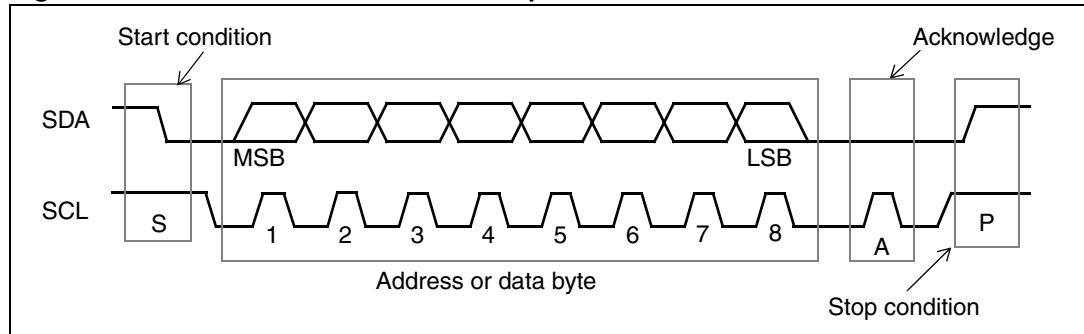 Start condition
Acknowledge
SDA
MSB
LSB
SCL
S
1 2 3 4 5 6 7 8
A
P
Address or data byte
Stop condition